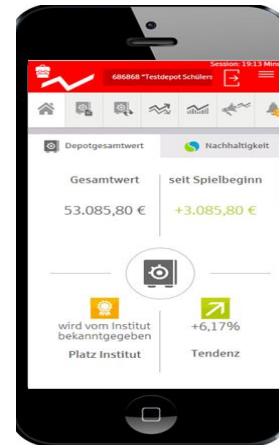 Session: 19:13 Minu
686868 "Testdepot Schülers
Depotgesamtwert
Nachhaltigkeit
Gesamtwert
seit Spielbeginn
53.085,80 €
+3.085,80 €
wird vom Institut
bekanntgegeben
+6,17%
Platz Institut
Tendenz